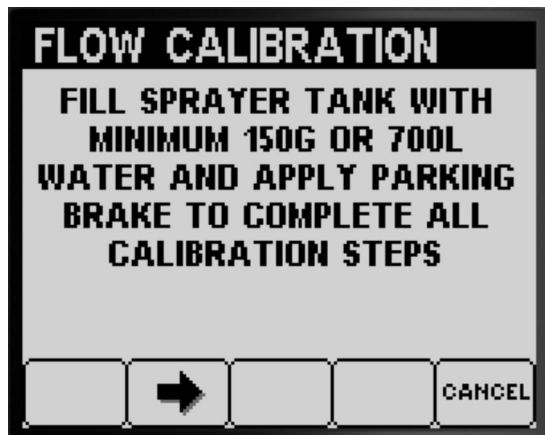 FLOW CALIBRATION
FILL SPRAYER TANK WITH
MINIMUM 150G OR 700L
WATER AND APPLY PARKING
BRAKE TO COMPLETE ALL
CALIBRATION STEPS
CANCEL